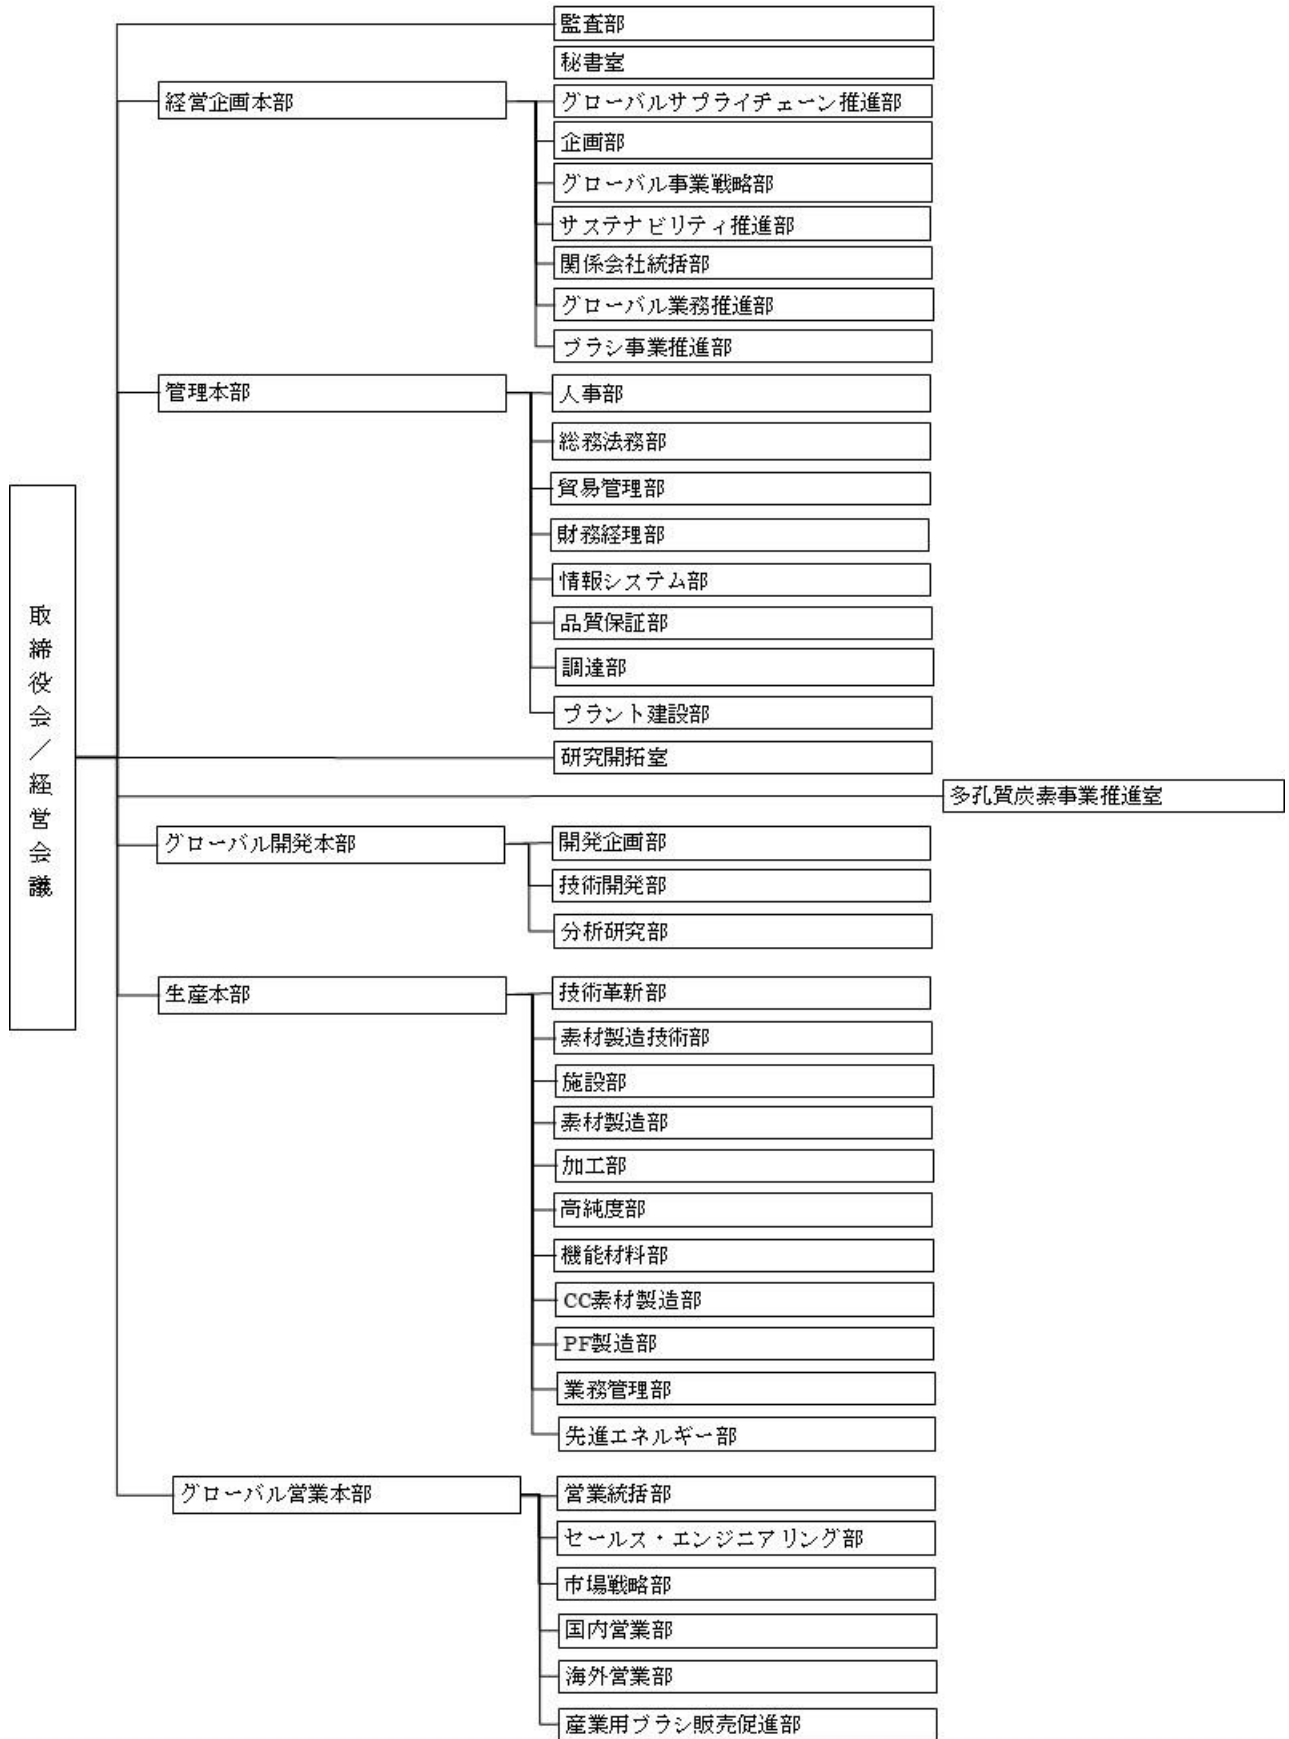 監査部
秘書室
経営企画本部
グローバルサプライチェーン推進部
企画部
グローバル事業戦略部
サステナビリティ推進部
関係会社統括部
グローバル業務推進部
ブラシ事業推進部
管理本部
人事部
総務法務部
貿易管理部
財務経理部
情報システム部
品質保証部
調達部
プラント建設部
取締役会／経営会議
研究開拓室
多孔質炭素事業推進室
グローバル開発本部
開発企画部
技術開発部
分析研究部
生産本部
技術革新部
素材製造技術部
施設部
素材製造部
加工部
高純度部
機能材料部
CC素材製造部
PF製造部
業務管理部
先進エネルギー部
グローバル営業本部
営業統括部
セールス・エンジニアリング部
市場戦略部
国内営業部
海外営業部
産業用ブラシ販売促進部